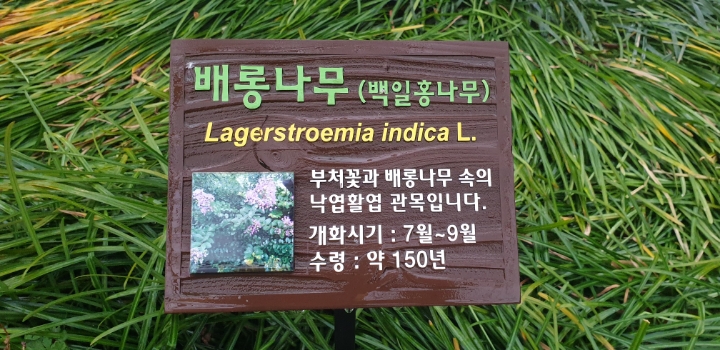 배롱나무 (백일홍나무)
Lagerstroemia indica L.
부처꽃과 배롱나무 속의
낙엽활엽 관목입니다.
개화시기 : 7월~9월
수령 : 약 150년